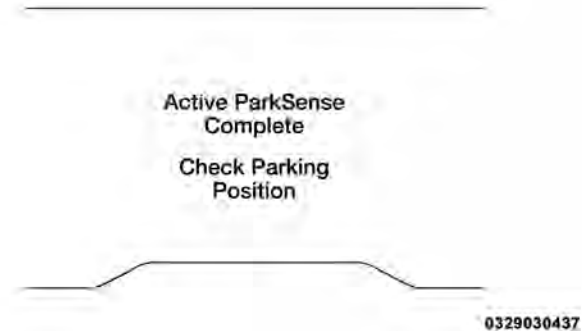 Active ParkSense
Complete
Check Parking
Position
0329030437